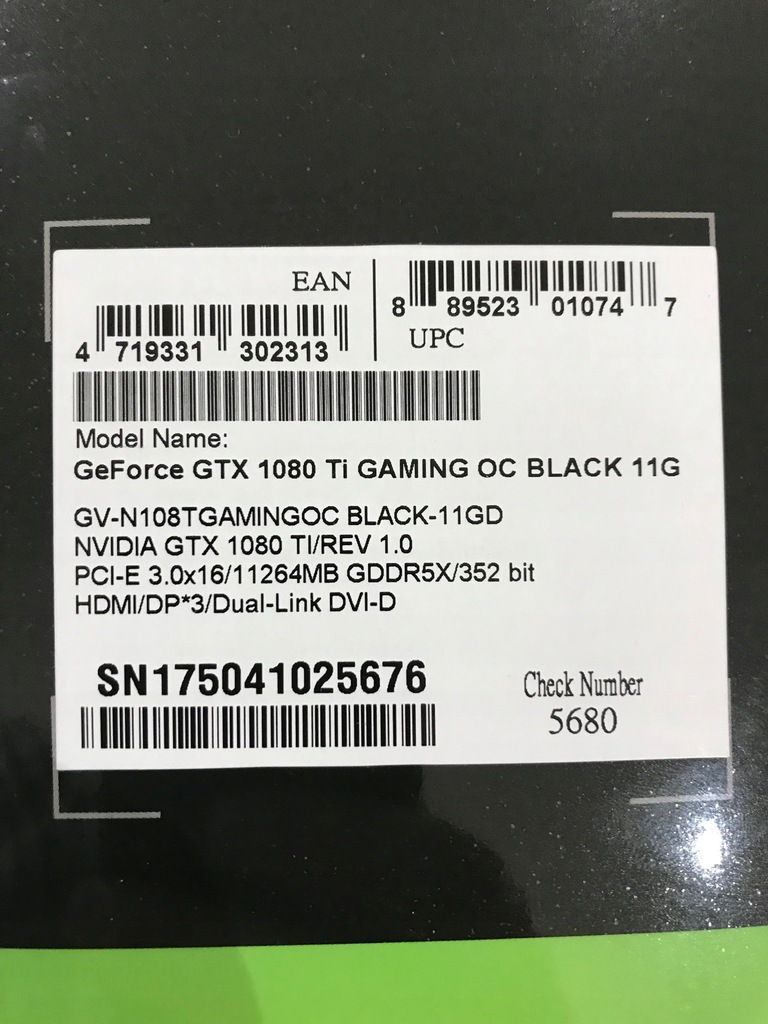 EAN
4 719331 302313
8 89523 01074 7
UPC
Model Name:
GeForce GTX 1080 Ti GAMING OC BLACK 11G
GV-N108TGAMINGOC BLACK-11GD
NVIDIA GTX 1080 TI/REV 1.0
PCI-E 3.0x16/11264MB GDDR5X/352 bit
HDMI/DP*3/Dual-Link DVI-D
SN175041025676
Check Number
5680